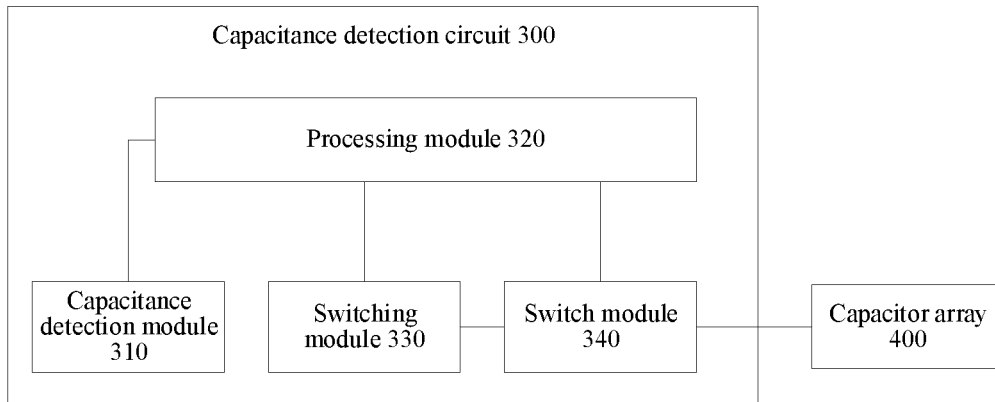 Capacitance detection circuit 300
Processing module 320
Capacitance
detection module
310
Switching
module 330
Switch module
340
Capacitor array
400